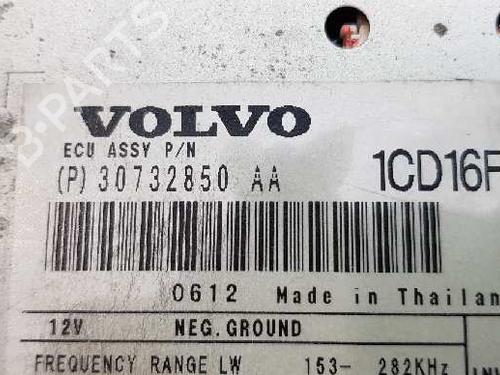 B-PARTS
VOLVO
ECU ASSY P/N
(P) 30732850 AA
1CD16F
0612 Made in Thailan
12V NEG. GROUND
FREQUENCY RANGE LW 153- 282KHz